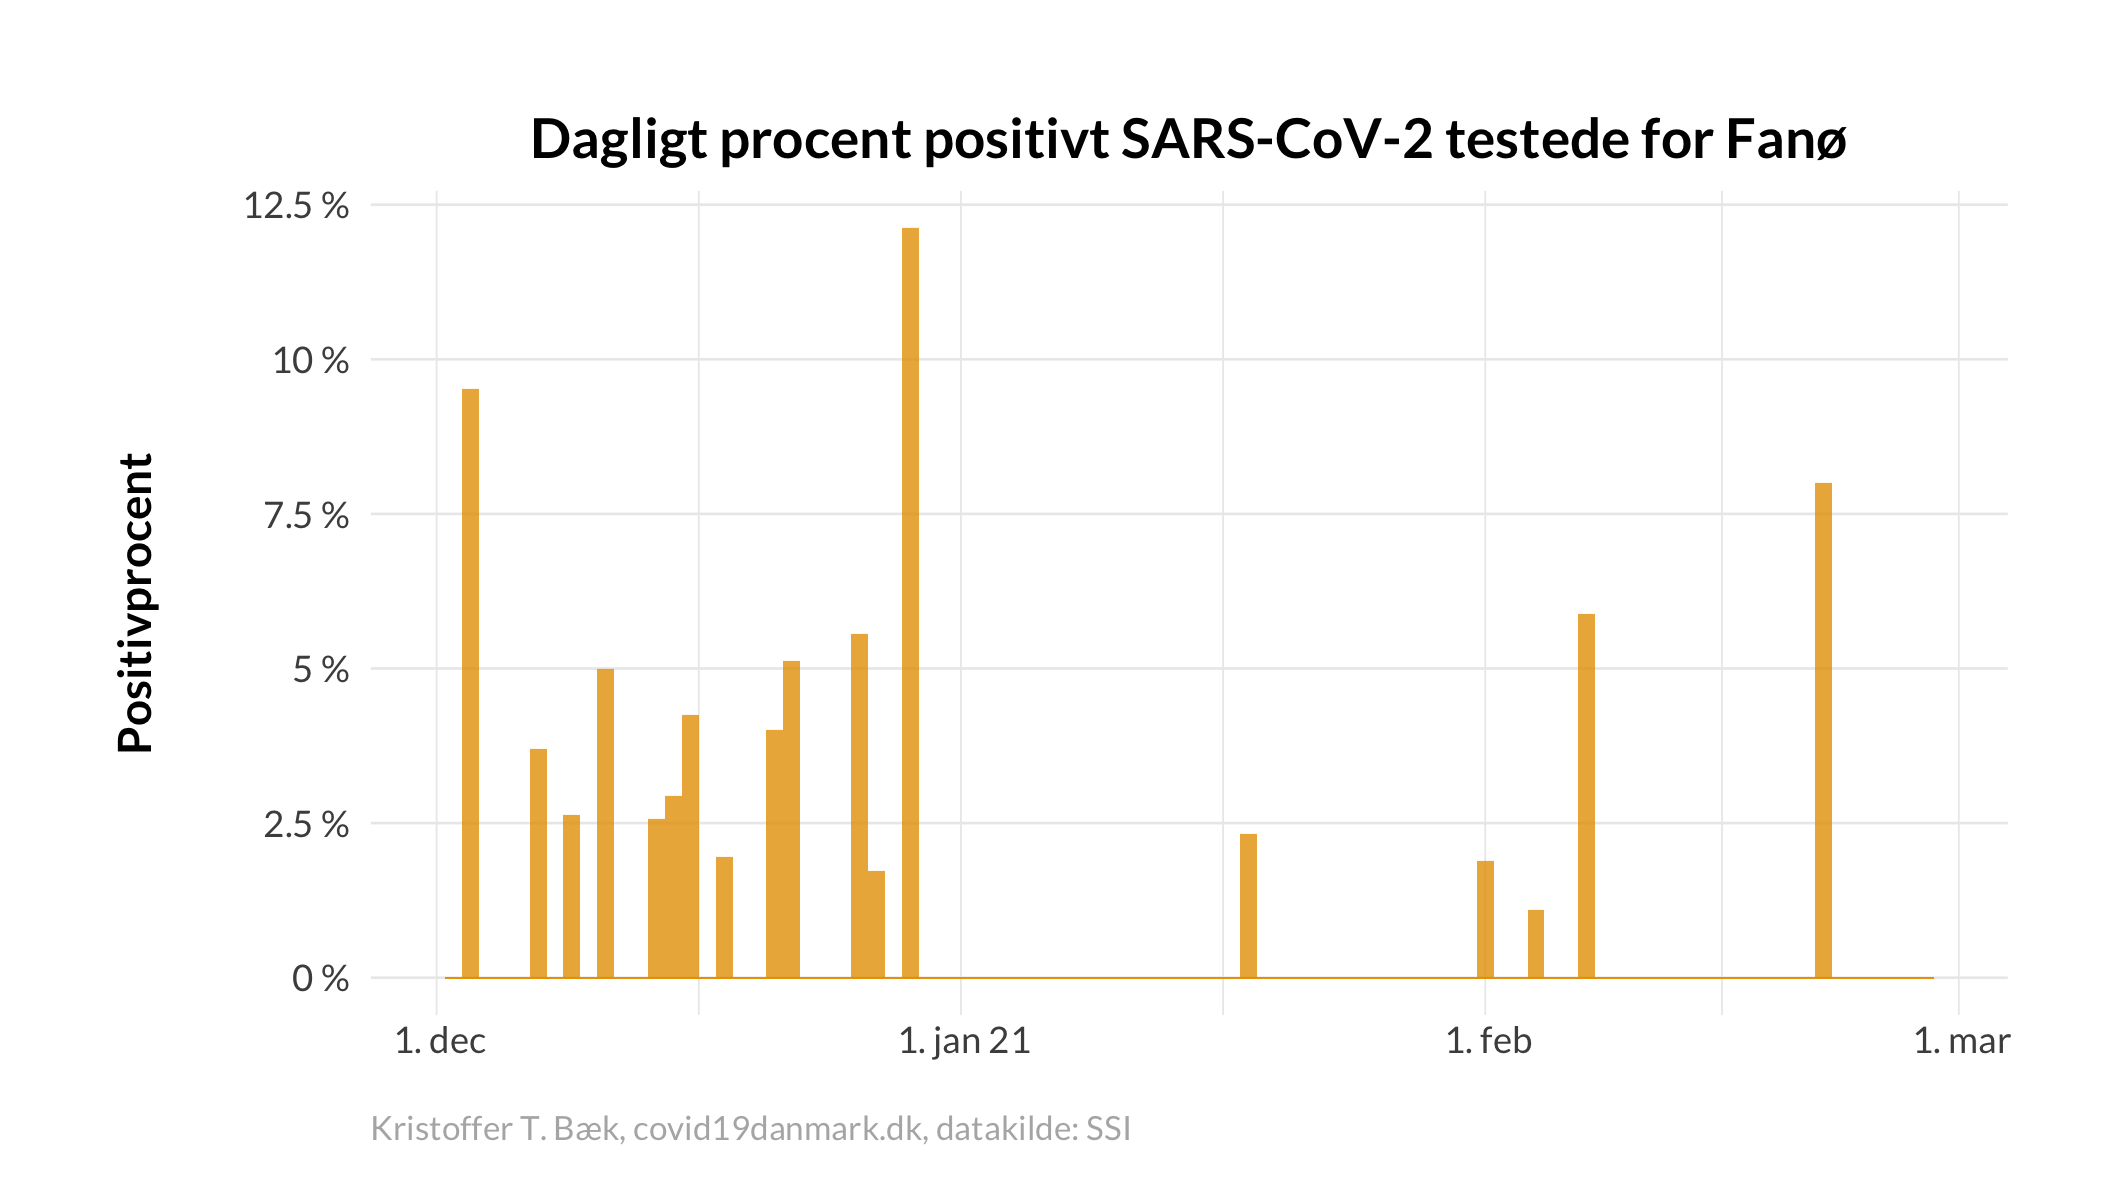 Dagligt procent positivt SARS-CoV-2 testede for Fanø
Positivprocent
12.5 %
10 %
7.5 %
5 %
2.5 %
0 %
1. dec
1. jan 21
1. feb
1. mar
Kristoffer T. Bæk, covid19danmark.dk, datakilde: SSI